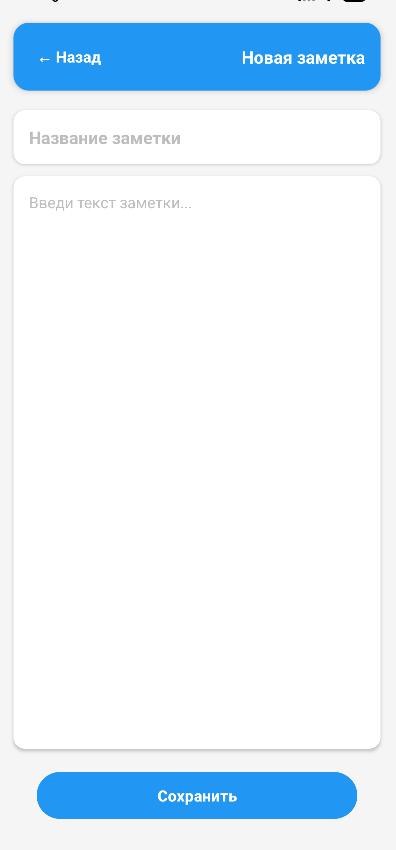 ← Назад
Новая заметка
Название заметки
Введи текст заметки...
Сохранить